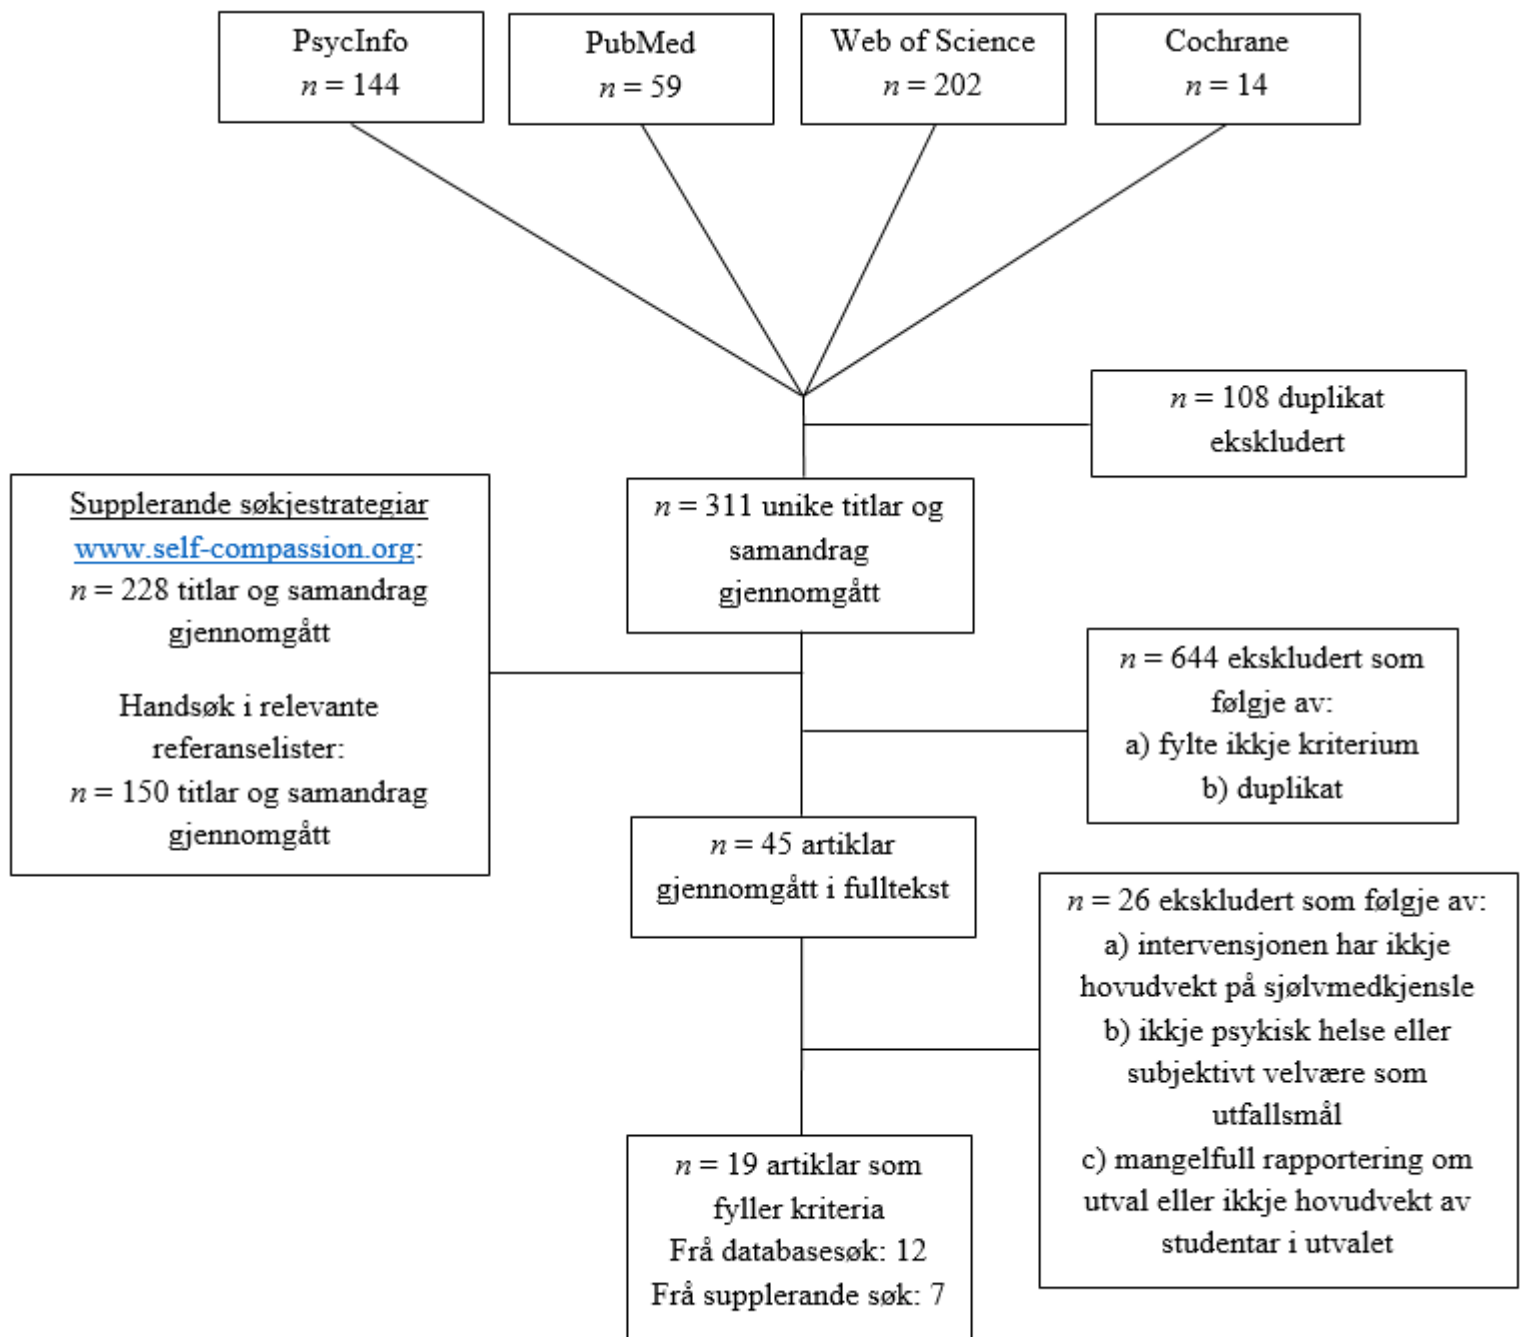 PsycInfo
n = 144
PubMed
n = 59
Web of Science
n = 202
Cochrane
n = 14
n = 108 duplikat
ekskludert
n = 311 unike titlar og
samandrag
gjennomgått
Supplerande søkjestrategiar
www.self-compassion.org:
n = 228 titlar og samandrag
gjennomgått
Handsøk i relevante
referanselister:
n = 150 titlar og samandrag
gjennomgått
n = 644 ekskludert som
følgje av:
a) fylte ikkje kriterium
b) duplikat
n = 45 artiklar
gjennomgått i fulltekst
n = 26 ekskludert som følgje av:
a) intervensjonen har ikkje
hovudvekt på sjølvmedkjensle
b) ikkje psykisk helse eller
subjektivt velvære som
utfallsmål
c) mangelfull rapportering om
utval eller ikkje hovudvekt av
studentar i utvalet
n = 19 artiklar som
fyller kriteria
Frå databasesøk: 12
Frå supplerande søk: 7